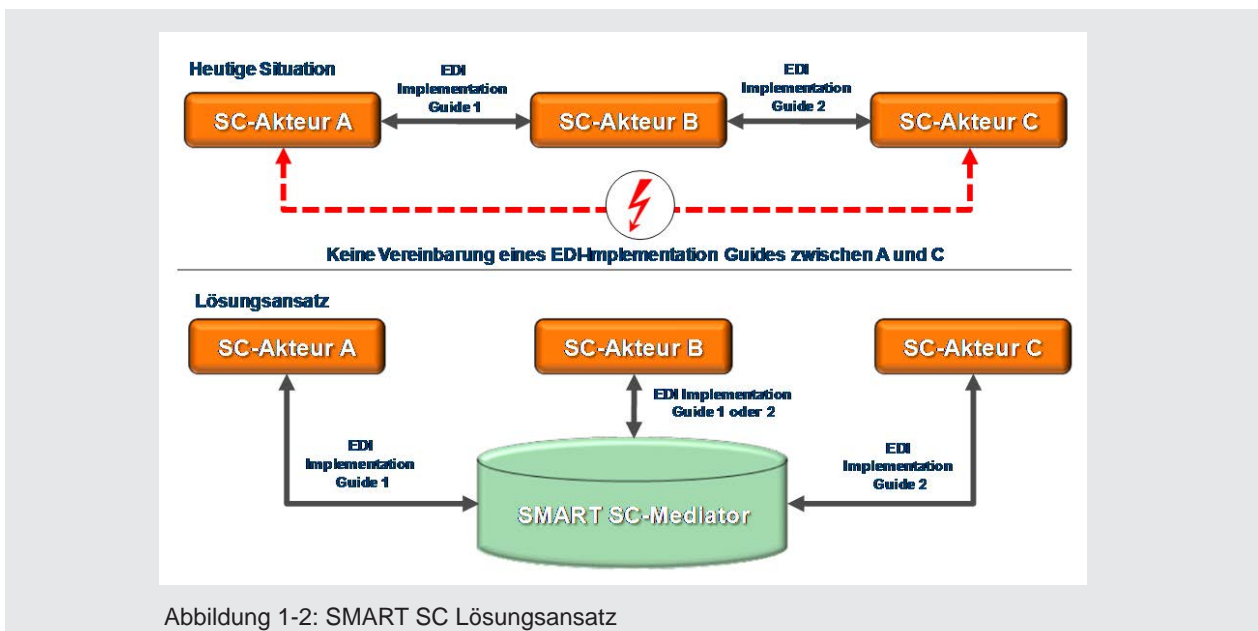 Heutige Situation
EDI
Implementation
Guide 1
EDI
Implementation
Guide 2
SC-Akteur A
SC-Akteur B
SC-Akteur C
Keine Vereinbarung eines EDI-Implementation Guides zwischen A und C
Lösungsansatz
SC-Akteur A
SC-Akteur B
SC-Akteur C
EDI Implementation
Guide 1 oder 2
EDI
Implementation
Guide 1
EDI
Implementation
Guide 2
SMART SC-Mediator
Abbildung 1-2: SMART SC Lösungsansatz